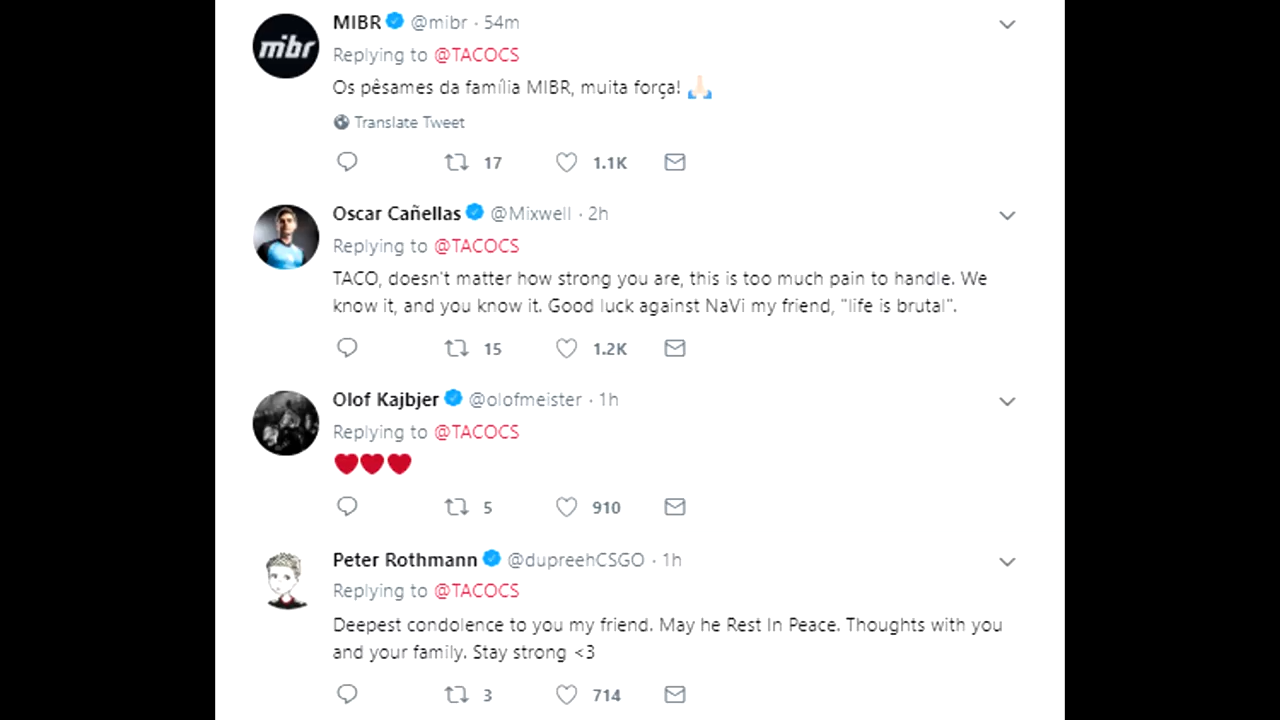 mibr
MIBR @mibr · 54m
Replying to @TACOCS
Os pêsames da família MIBR, muita força! 🙏🏻
Translate Tweet
17 1.1K
Oscar Cañellas @Mixwell · 2h
Replying to @TACOCS
TACO, doesn't matter how strong you are, this is too much pain to handle. We
know it, and you know it. Good luck against NaVi my friend, "life is brutal".
15 1.2K
Olof Kajbjer @olofmeister · 1h
Replying to @TACOCS
❤❤❤
5 910
Peter Rothmann @dupreehCSGO · 1h
Replying to @TACOCS
Deepest condolence to you my friend. May he Rest In Peace. Thoughts with you
and your family. Stay strong <3
3 714